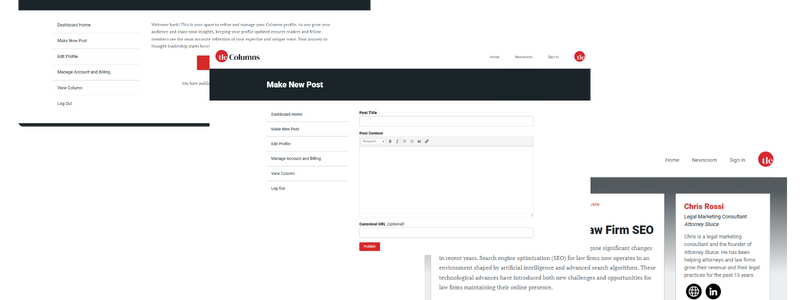 Dashboard Home
Make New Post
Edit Profile
Manage Account and Billing
View Column
Log Out
Welcome back! This is your space to refine and manage your Columns profile. As you grow your
audience and share your insights, keeping your profile updated ensures readers and fellow
members see the most accurate reflection of your expertise and unique voice. Your journey to
thought leadership starts here!
You have publi
tle Columns
Home
Newsroom
Sign In
tle
Make New Post
Dashboard Home
Make New Post
Edit Profile
Manage Account and Billing
View Column
Log Out
Post Title
Post Content
Paragraph
B I
Canonical URL (optional)
Publish
Home
Newsroom
Sign In
tle
aw Firm SEO
gone significant changes
in recent years. Search engine optimization (SEO) for law firms now operates in an
environment shaped by artificial intelligence and advanced search algorithms. These
technological advances have introduced both new challenges and opportunities for
law firms maintaining their online presence.
Chris Rossi
Legal Marketing Consultant
Attorney Sluice
Chris is a legal marketing
consultant and the founder of
Attorney Sluice. He has been
helping attorneys and law firms
grow their revenue and their legal
practices for the past 13 years.
in